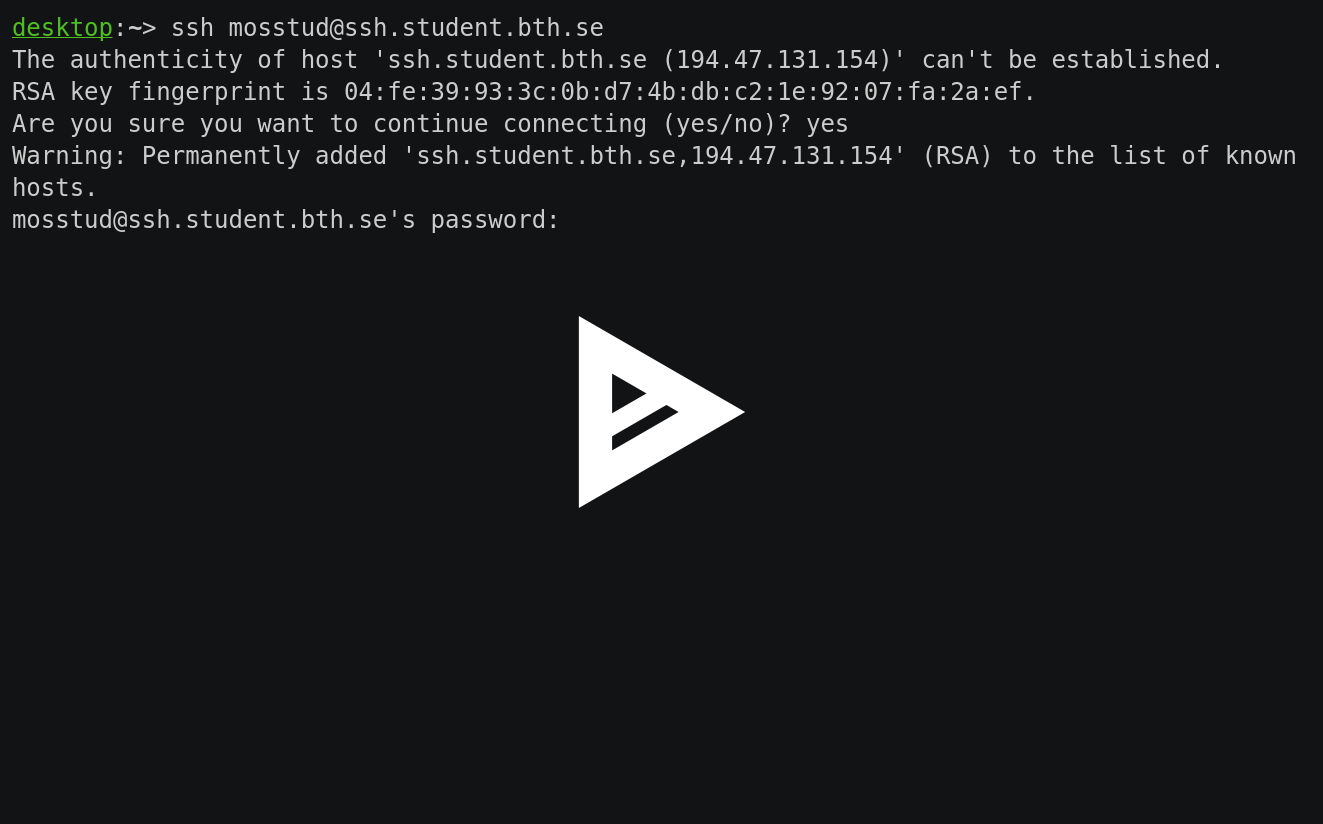 desktop:~> ssh mosstud@ssh.student.bth.se
The authenticity of host 'ssh.student.bth.se (194.47.131.154)' can't be established.
RSA key fingerprint is 04:fe:39:93:3c:0b:d7:4b:db:c2:1e:92:07:fa:2a:ef.
Are you sure you want to continue connecting (yes/no)? yes
Warning: Permanently added 'ssh.student.bth.se,194.47.131.154' (RSA) to the list of known
hosts.
mosstud@ssh.student.bth.se's password: